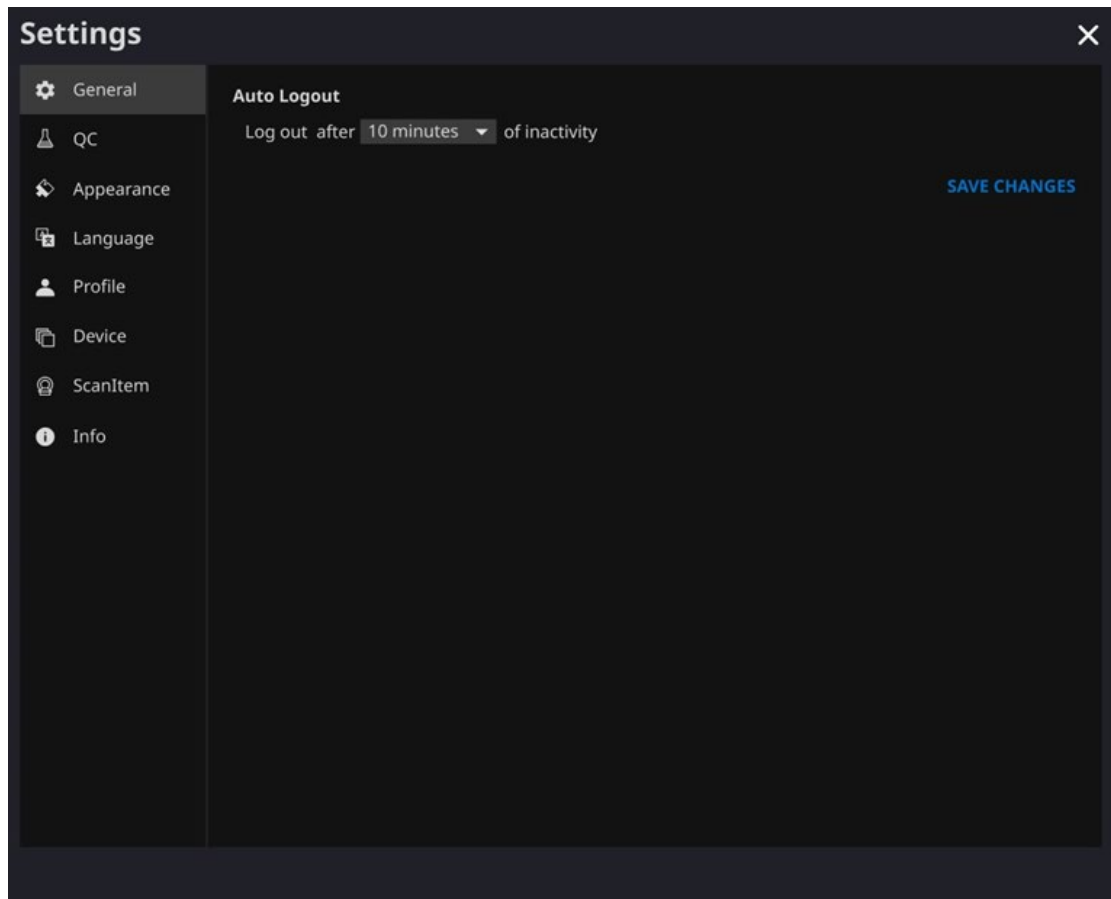 Settings
General
QC
Appearance
Language
Profile
Device
ScanItem
Info
Auto Logout
Log out after 10 minutes of inactivity
SAVE CHANGES